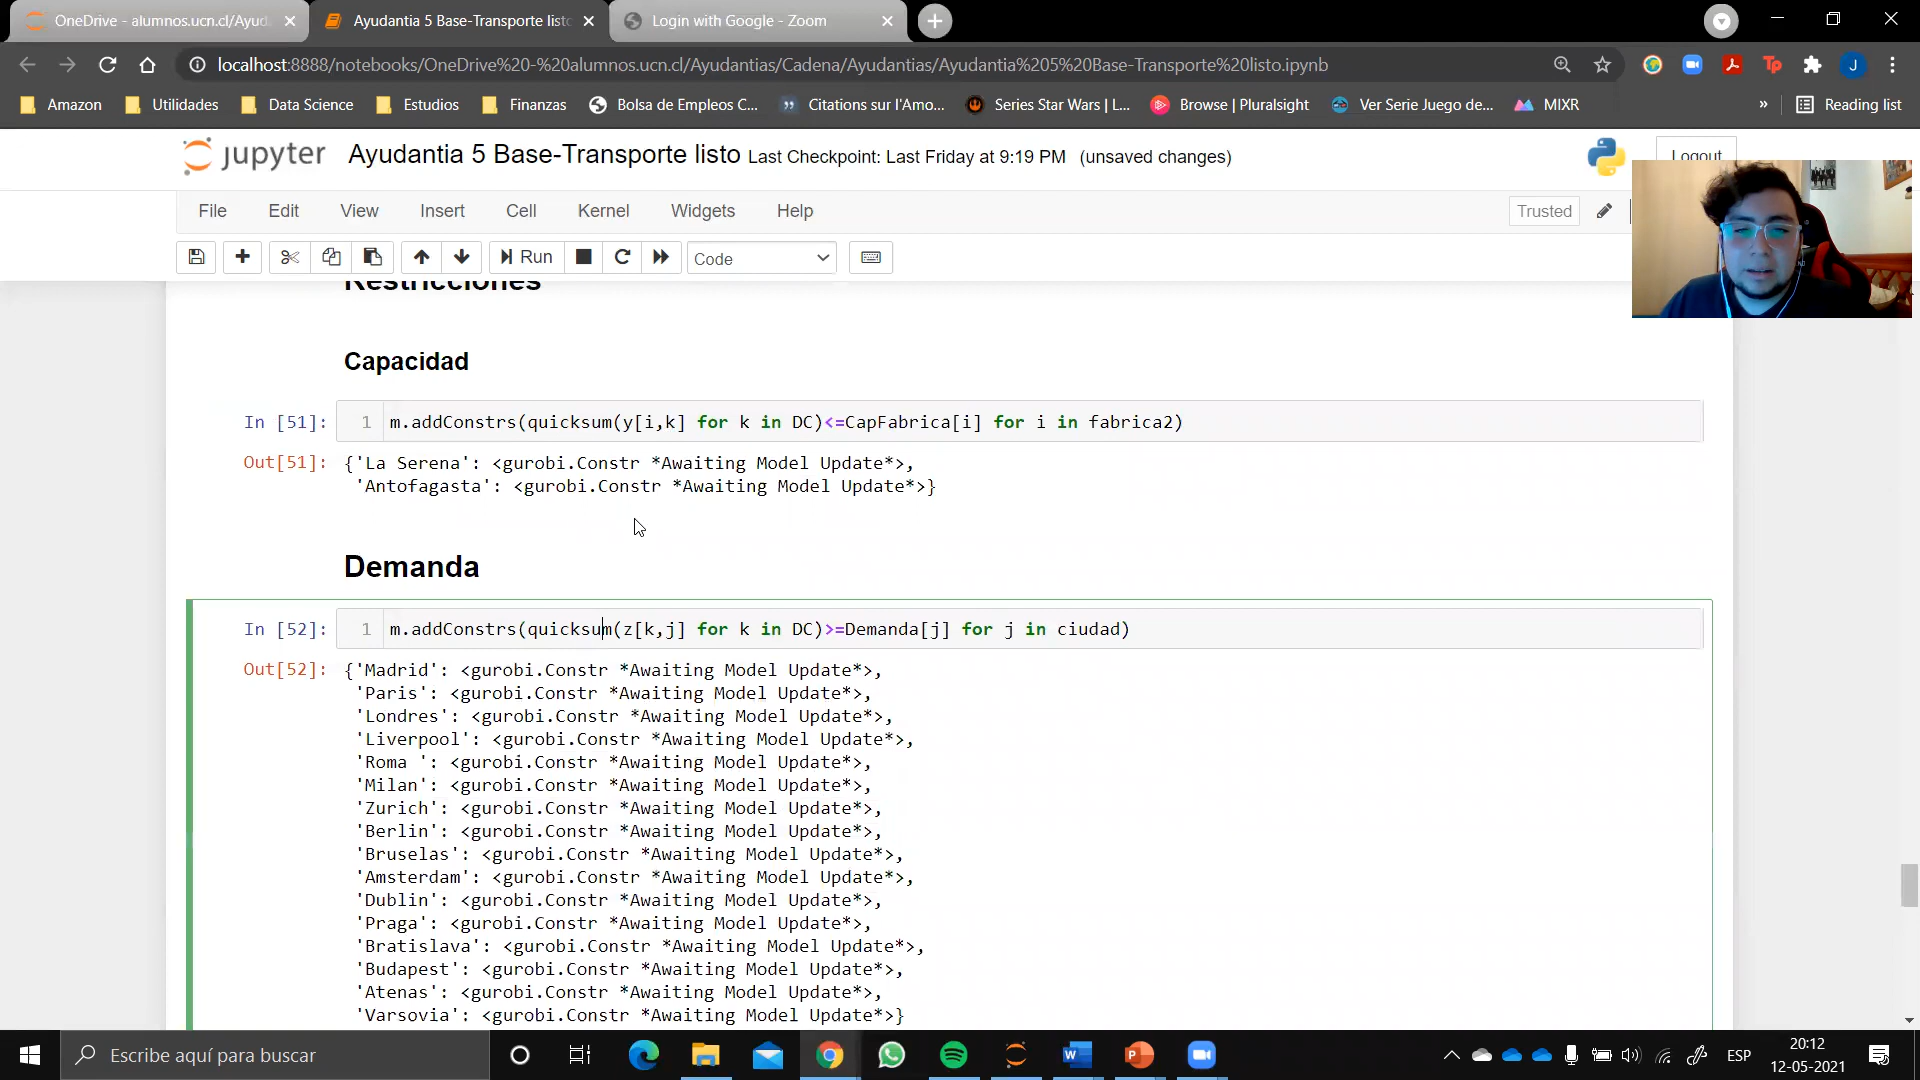 OneDrive - alumnos.ucn.cl/Ayud
Ayudantia 5 Base-Transporte listo
Login with Google - Zoom
localhost:8888/notebooks/OneDrive%20-%20alumnos.ucn.cl/Ayudantias/Cadena/Ayudantias/Ayudantia%205%20Base-Transporte%20listo.ipynb
J
Amazon
Utilidades
Data Science
Estudios
Finanzas
Bolsa de Empleos C...
Citations sur l'Amo...
Series Star Wars | L...
Browse | Pluralsight
Ver Serie Juego de...
MIXR
»
Reading list
jupyter
Ayudantia 5 Base-Transporte listo Last Checkpoint: Last Friday at 9:19 PM (unsaved changes)
Logout
File Edit View Insert Cell Kernel Widgets Help
Trusted
Run
Code
Restricciones
Capacidad
In [51]: 1 m.addConstrs(quicksum(y[i,k] for k in DC)<=CapFabrica[i] for i in fabrica2)
Out[51]: {'La Serena': <gurobi.Constr *Awaiting Model Update*>,
'Antofagasta': <gurobi.Constr *Awaiting Model Update*>}
Demanda
In [52]: 1 m.addConstrs(quicksum(z[k,j] for k in DC)>=Demanda[j] for j in ciudad)
Out[52]: {'Madrid': <gurobi.Constr *Awaiting Model Update*>,
'Paris': <gurobi.Constr *Awaiting Model Update*>,
'Londres': <gurobi.Constr *Awaiting Model Update*>,
'Liverpool': <gurobi.Constr *Awaiting Model Update*>,
'Roma ': <gurobi.Constr *Awaiting Model Update*>,
'Milan': <gurobi.Constr *Awaiting Model Update*>,
'Zurich': <gurobi.Constr *Awaiting Model Update*>,
'Berlin': <gurobi.Constr *Awaiting Model Update*>,
'Bruselas': <gurobi.Constr *Awaiting Model Update*>,
'Amsterdam': <gurobi.Constr *Awaiting Model Update*>,
'Dublin': <gurobi.Constr *Awaiting Model Update*>,
'Praga': <gurobi.Constr *Awaiting Model Update*>,
'Bratislava': <gurobi.Constr *Awaiting Model Update*>,
'Budapest': <gurobi.Constr *Awaiting Model Update*>,
'Atenas': <gurobi.Constr *Awaiting Model Update*>,
'Varsovia': <gurobi.Constr *Awaiting Model Update*>}
Escribe aquí para buscar
ESP
20:12
12-05-2021